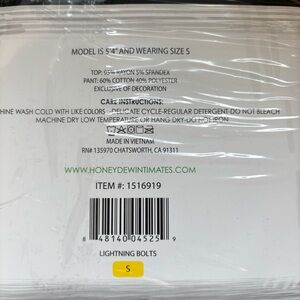 MODEL IS 5'4" AND WEARING SIZE S
TOP: 95% RAYON 5% SPANDEX
PANT: 60% COTTON 40% POLYESTER
EXCLUSIVE OF DECORATION
CARE INSTRUCTIONS:
HINE WASH COLD WITH LIKE COLORS - DELICATE CYCLE-REGULAR DETERGENT-DO NOT BLEACH
MACHINE DRY LOW TEMPERATURE OR HANG DRY-DO NOT IRON
MADE IN VIETNAM
RN# 135970 CHATSWORTH, CA 91311
WWW.HONEYDEWINTIMATES.COM
ITEM #: 1516919
8 48140 04525 9
LIGHTNING BOLTS
S